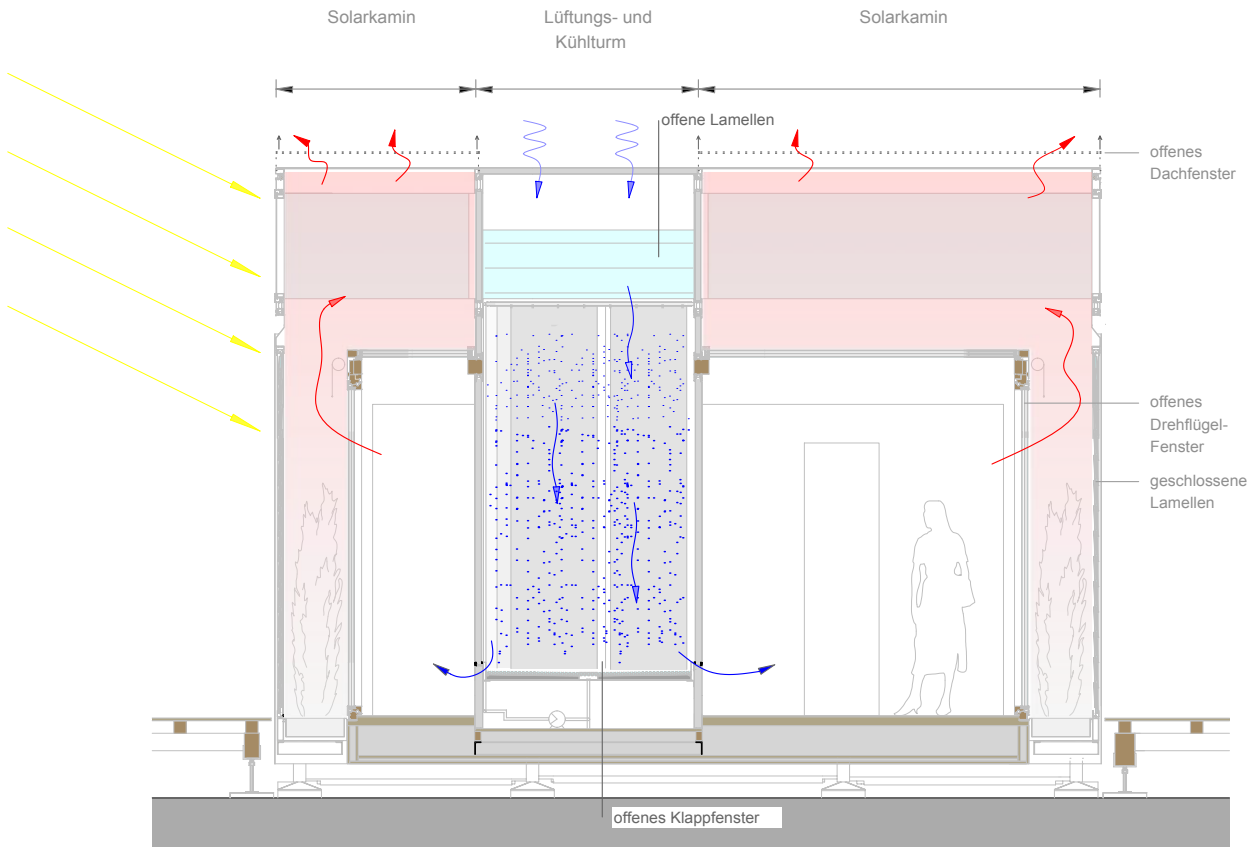 Solarkamin
Lüftungs- und
Kühlturm
Solarkamin
offene Lamellen
offenes
Dachfenster
offenes
Drehflügel-
Fenster
geschlossene
Lamellen
offenes Klappfenster